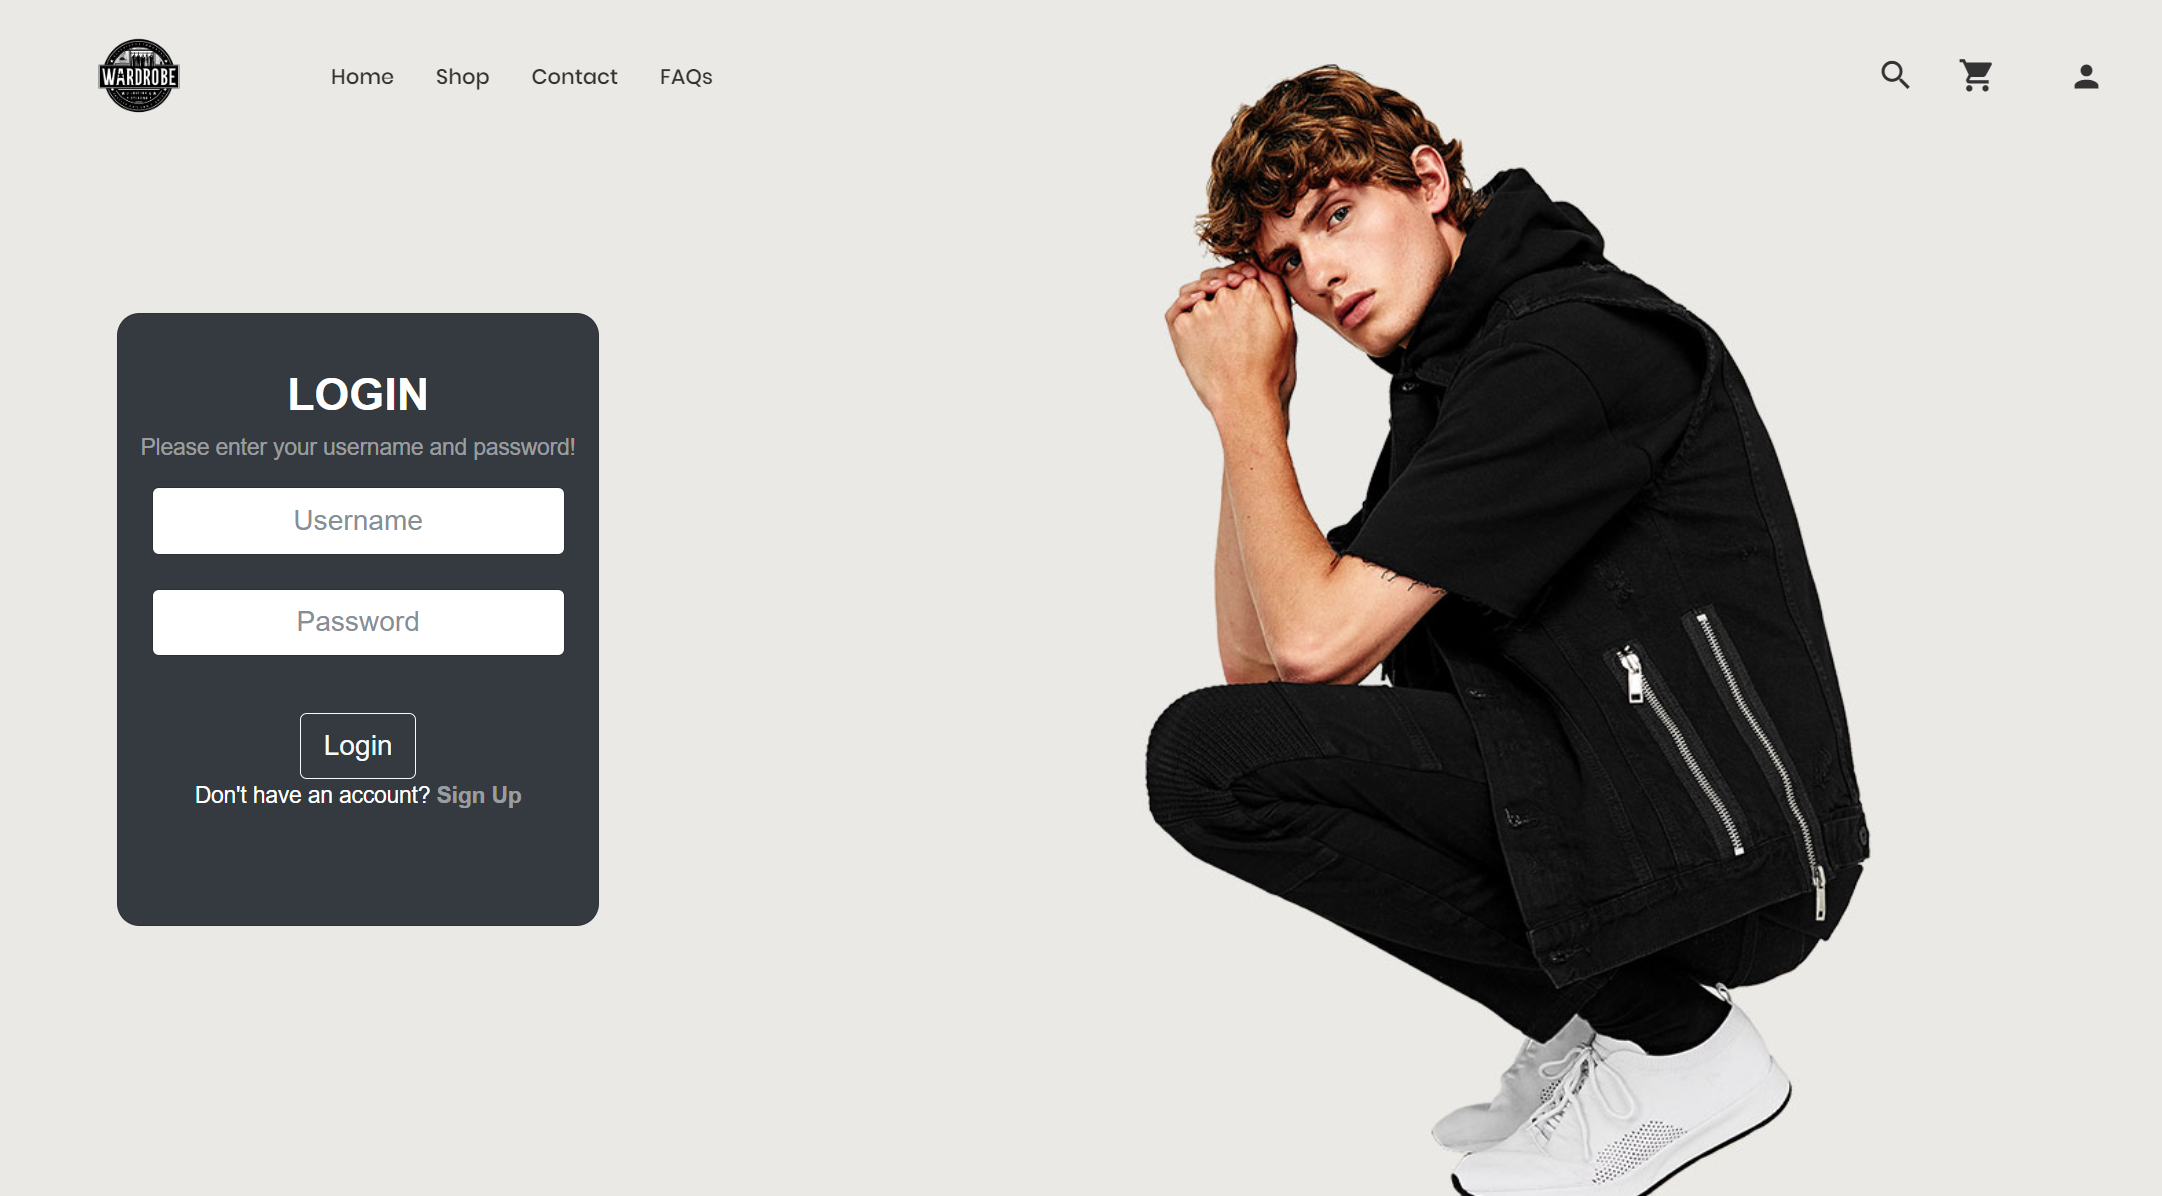 WARDROBE
Home Shop Contact FAQs
LOGIN
Please enter your username and password!
Username
Password
Login
Don't have an account? Sign Up